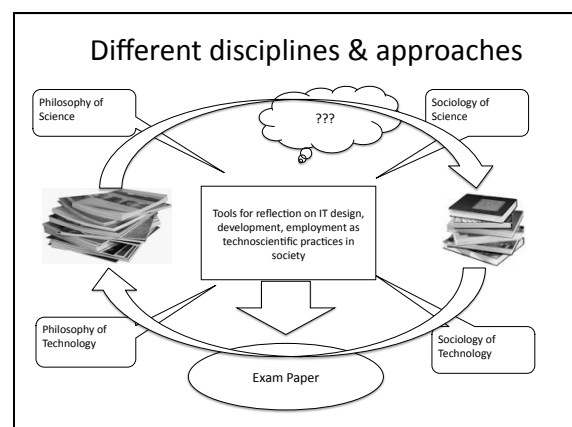 Different disciplines & approaches
Philosophy of
Science
???
Sociology of
Science
Tools for reflection on IT design,
development, employment as
technoscientific practices in
society
Philosophy of
Technology
Sociology of
Technology
Exam Paper